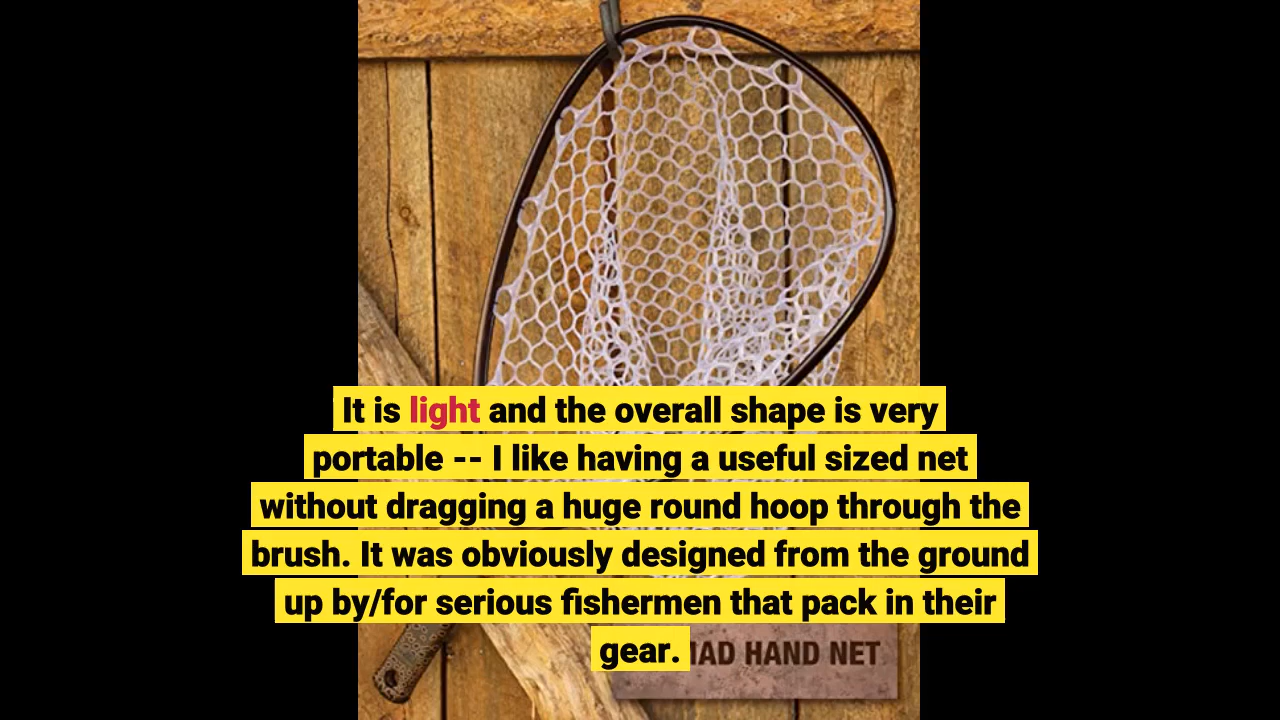 It is light and the overall shape is very
portable -- I like having a useful sized net
without dragging a huge round hoop through the
brush. It was obviously designed from the ground
up by/for serious fishermen that pack in their
gear.
HAND NET